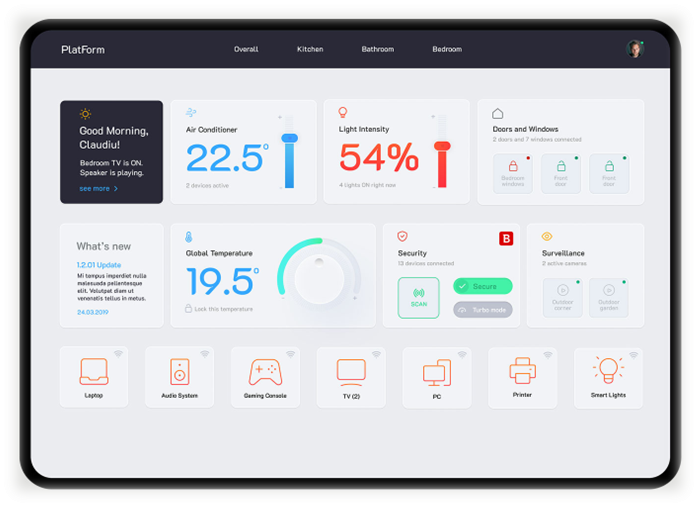 PlatForm
Overall
Kitchen
Bathroom
Bedroom
Good Morning,
Claudiu!
Bedroom TV is ON.
Speaker is playing.
see more >
Air Conditioner
22.5°
2 devices active
Light Intensity
54%
4 Lights ON right now
Doors and Windows
2 doors and 7 windows connected
Bedroom
windows
Front
door
Front
door
What's new
1.2.01 Update
Mi tempus imperdiet nulla
malesuada pellentesque
elit. Volutpat diam ut
venenatis tellus in metus.
24.03.2019
Global Temperature
19.5°
Lock this temperature
Security
B
13 devices connected
SCAN
Secure
Turbo mode
Surveillance
2 active cameras
Outdoor
corner
Outdoor
garden
Laptop
Audio System
Gaming Console
TV (2)
PC
Printer
Smart Lights